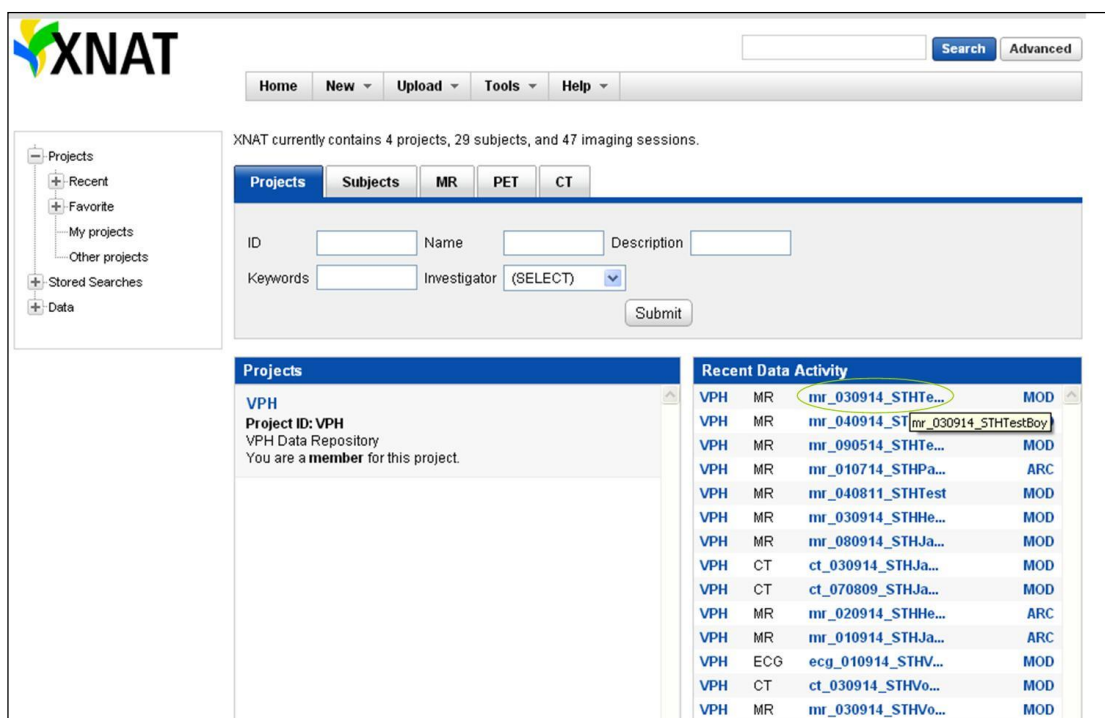 XNAT
Search Advanced
Home New Upload Tools Help
XNAT currently contains 4 projects, 29 subjects, and 47 imaging sessions.
Projects
Recent
Favorite
My projects
Other projects
Stored Searches
Data
Projects Subjects MR PET CT
ID Name Description
Keywords Investigator (SELECT)
Submit
Projects
VPH
Project ID: VPH
VPH Data Repository
You are a member for this project.
Recent Data Activity
VPH MR mr_030914_STHTe... MOD
VPH MR mr_040914_ST
mr_030914_STHTestBoy
VPH MR mr_090514_STHTe... MOD
VPH MR mr_010714_STHPa... ARC
VPH MR mr_040811_STHTest MOD
VPH MR mr_030914_STHHe... MOD
VPH MR mr_080914_STHJa... MOD
VPH CT ct_030914_STHJa... MOD
VPH CT ct_070809_STHJa... MOD
VPH MR mr_020914_STHHe... ARC
VPH MR mr_010914_STHJa... ARC
VPH ECG ecg_010914_STHV... MOD
VPH CT ct_030914_STHVo... MOD
VPH MR mr_030914_STHVo... MOD